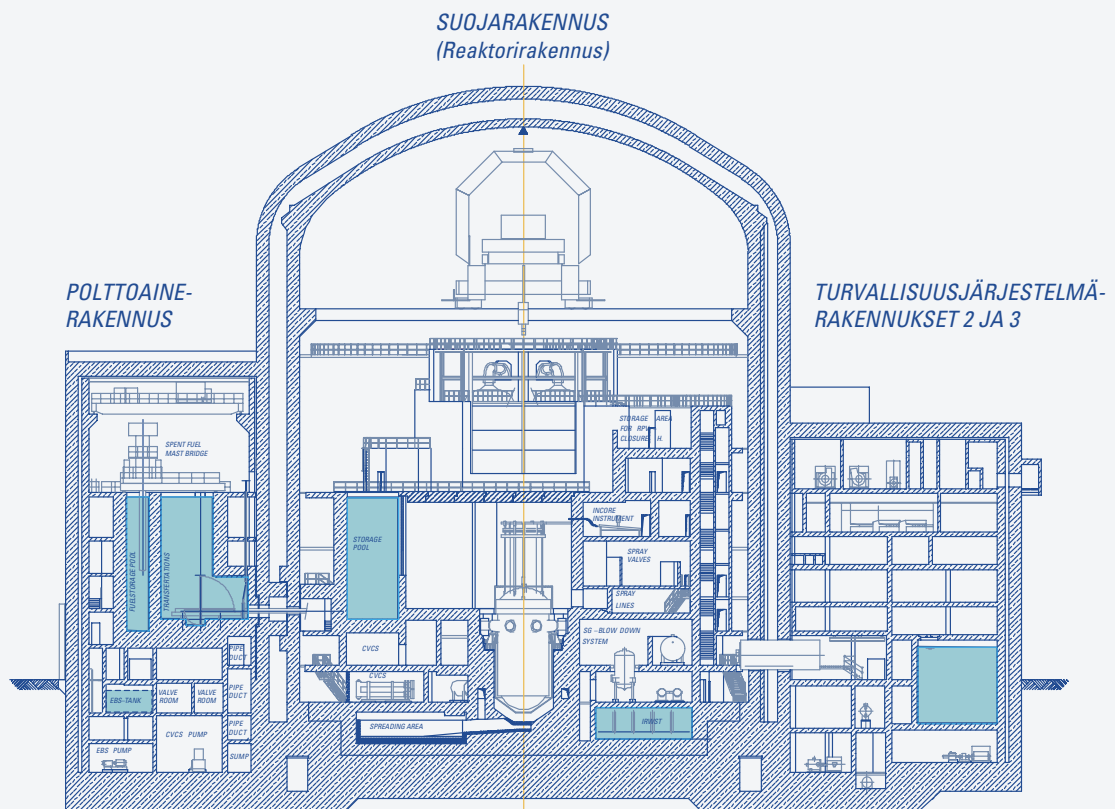 SUOJARAKENNUS
(Reaktorirakennus)
POLTTOAINE-
RAKENNUS
TURVALLISUUSJÄRJESTELMÄ-
RAKENNUKSET 2 JA 3
SPENT FUEL
MAST BRIDGE
STORAGE AREA
FOR RPV
CLOSURE H.
INCORE
INSTRUMENT
STORAGE
POOL
FUELSTORAGE POOL
TRANSFERTATIONS
SPRAY
VALVES
SPRAY
LINES
SG -BLOW DOWN
SYSTEM
CVCS
CVCS
PIPE
DUCT
EBS-TANK
VALVE
ROOM
VALVE
ROOM
PIPE
DUCT
SPREADING AREA
IRWST
PIPE
DUCT
EBS PUMP
CVCS PUMP
SUMP